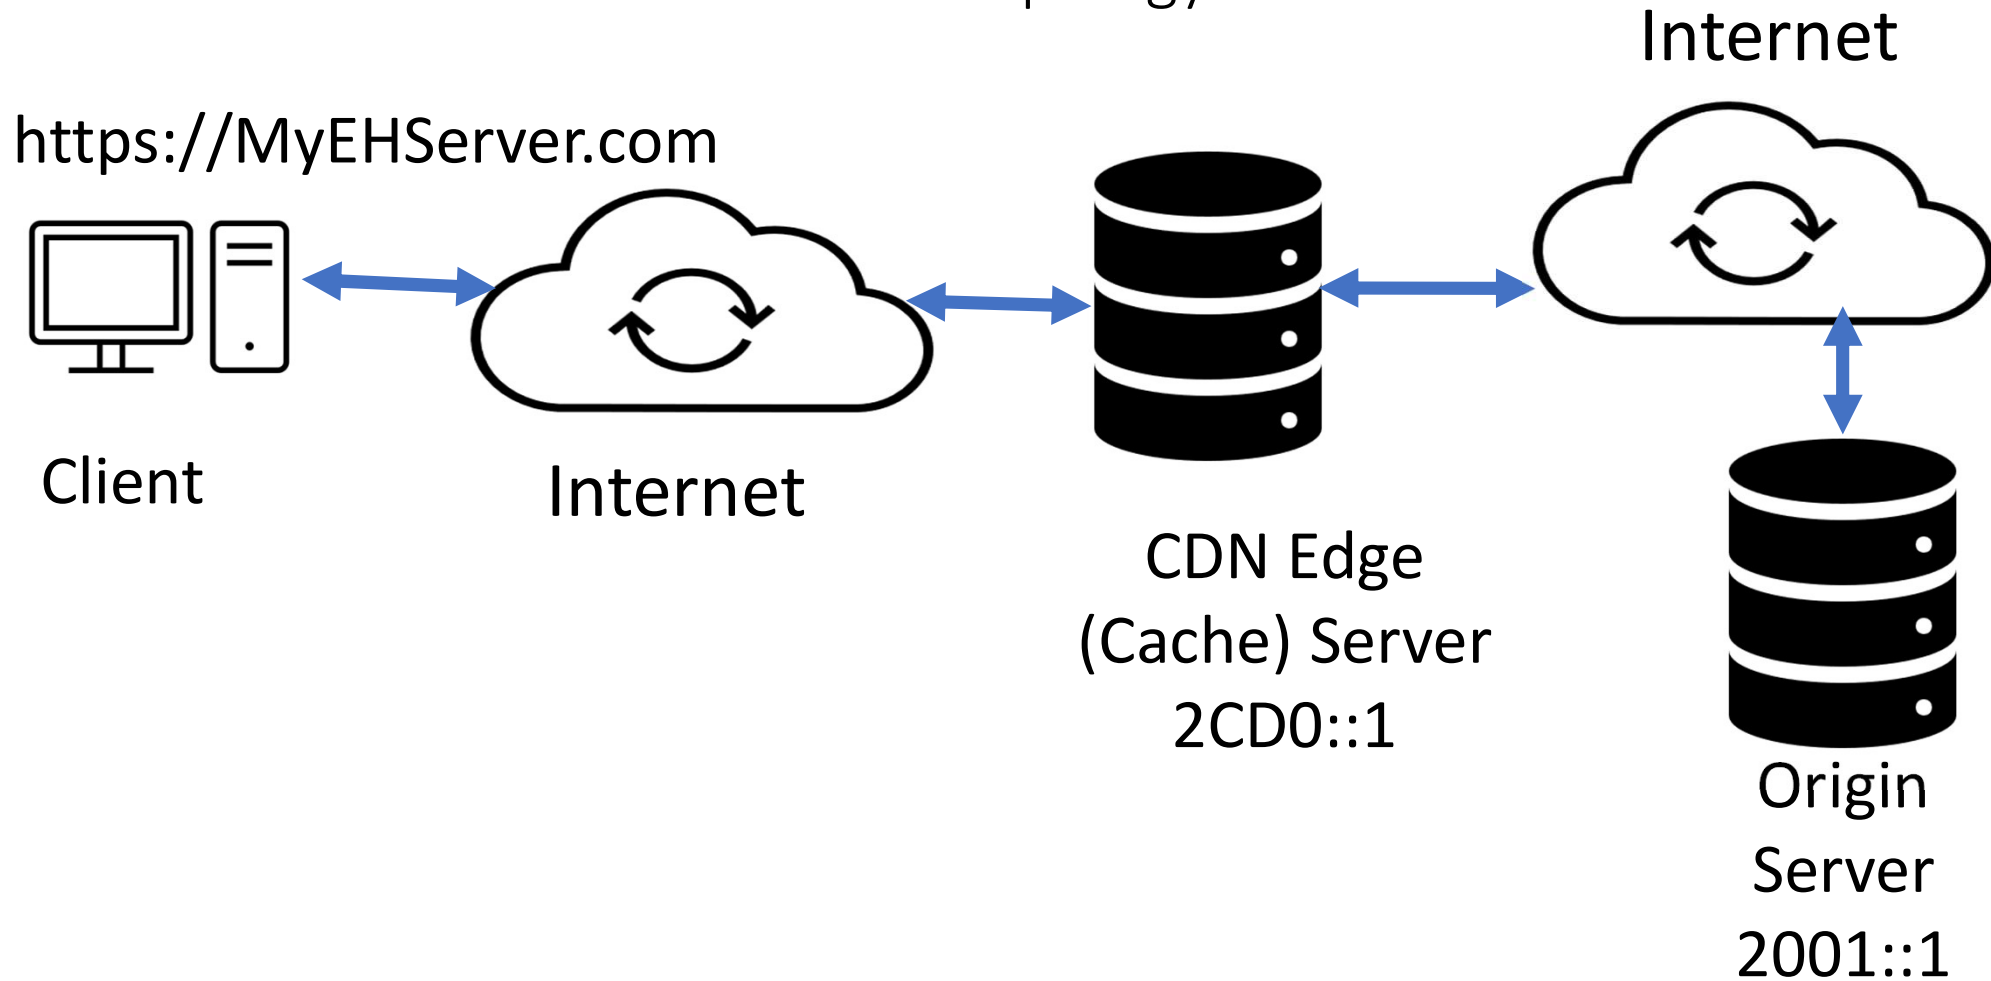 Internet
https://MyEHServer.com
Client
Internet
CDN Edge
(Cache) Server
2CD0::1
Origin
Server
2001::1